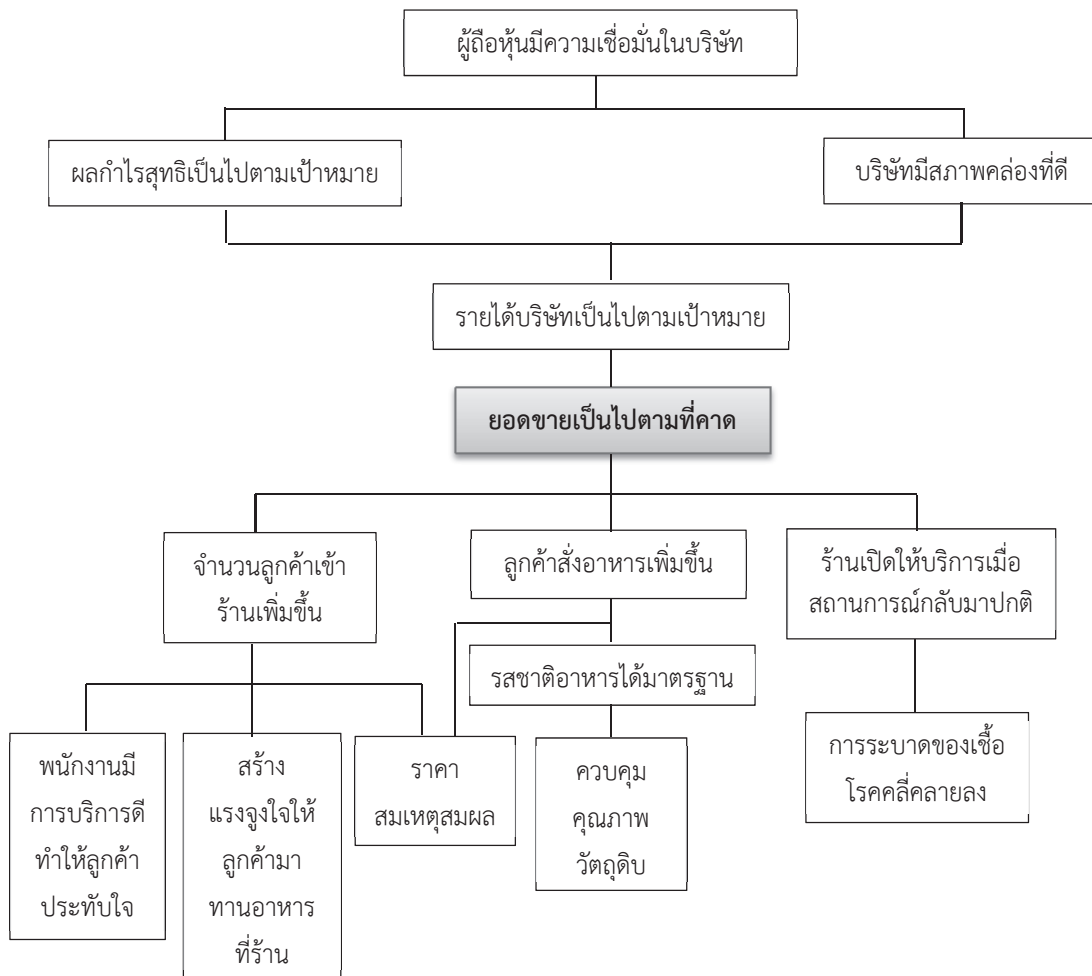 ผู้ถือหุ้นมีความเชื่อมั่นในบริษัท
ผลกำไรสุทธิเป็นไปตามเป้าหมาย
บริษัทมีสภาพคล่องที่ดี
รายได้บริษัทเป็นไปตามเป้าหมาย
ยอดขายเป็นไปตามที่คาด
จำนวนลูกค้าเข้า
ร้านเพิ่มขึ้น
ลูกค้าสั่งอาหารเพิ่มขึ้น
ร้านเปิดให้บริการเมื่อ
สถานการณ์กลับมาปกติ
รสชาติอาหารได้มาตรฐาน
พนักงานมี
การบริการดี
ทำให้ลูกค้า
ประทับใจ
สร้าง
แรงจูงใจให้
ลูกค้ามา
ทานอาหาร
ที่ร้าน
ราคา
สมเหตุสมผล
ควบคุม
คุณภาพ
วัตถุดิบ
การระบาดของเชื้อ
โรคคลี่คลายลง